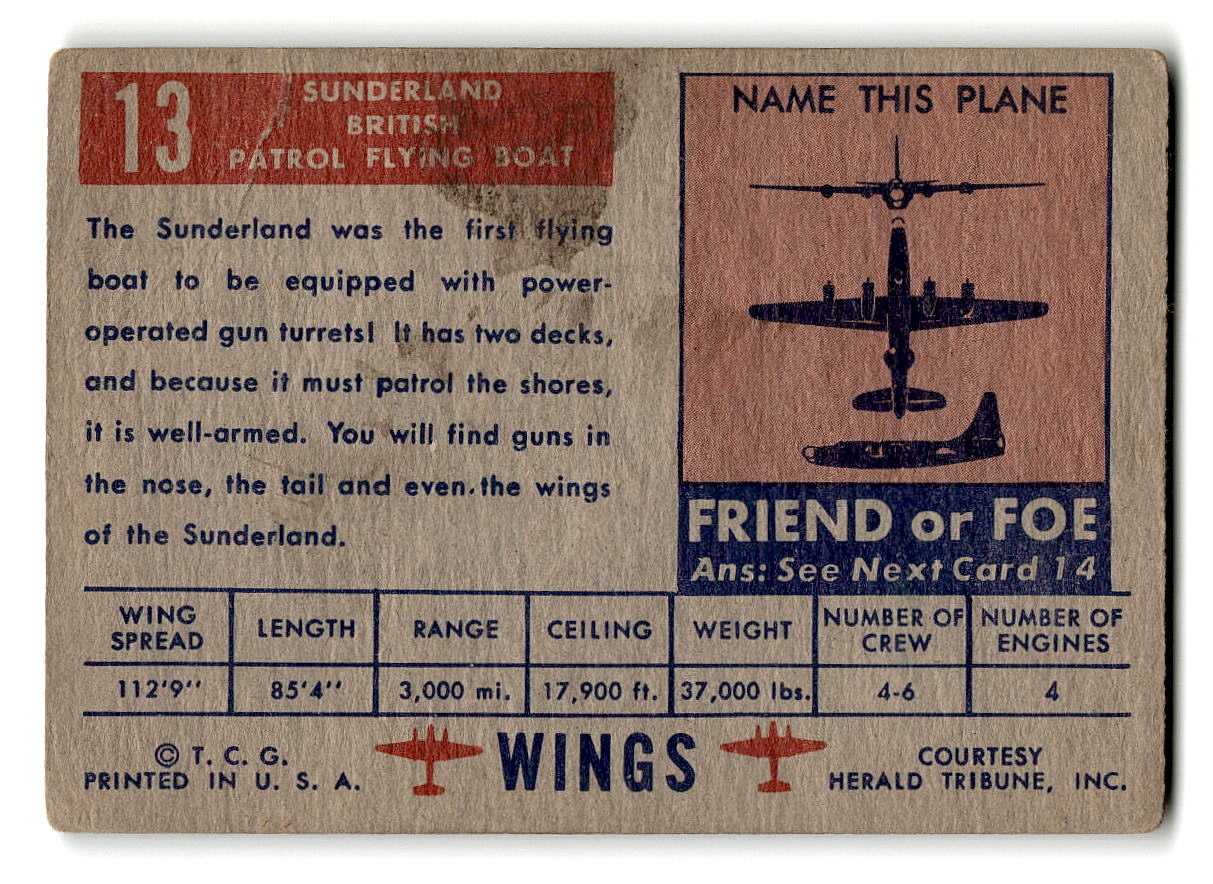 13
SUNDERLAND
BRITISH
PATROL FLYING BOAT
The Sunderland was the first flying
boat to be equipped with power-
operated gun turrets! It has two decks,
and because it must patrol the shores,
it is well-armed. You will find guns in
the nose, the tail and even the wings
of the Sunderland.
NAME THIS PLANE
FRIEND or FOE
Ans: See Next Card 14
WING SPREAD LENGTH RANGE CEILING WEIGHT NUMBER OF CREW NUMBER OF ENGINES
112'9'' 85'4'' 3,000 mi. 17,900 ft. 37,000 lbs. 4-6 4
© T. C. G.
PRINTED IN U. S. A.
WINGS
COURTESY
HERALD TRIBUNE, INC.